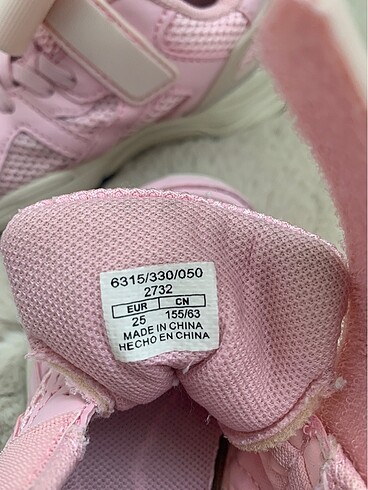 6315/330/050
2732
EUR CN
25 155/63
MADE IN CHINA
HECHO EN CHINA